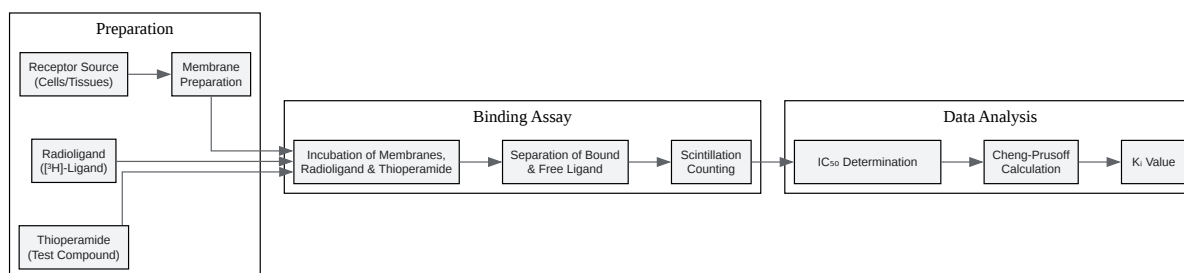 Preparation
Receptor Source
(Cells/Tissues)
Membrane
Preparation
Radioligand
([³H]-Ligand)
Thioperamide
(Test Compound)
Binding Assay
Incubation of Membranes,
Radioligand & Thioperamide
Separation of Bound
& Free Ligand
Scintillation
Counting
Data Analysis
IC₅₀ Determination
Cheng-Prusoff
Calculation
Kᵢ Value